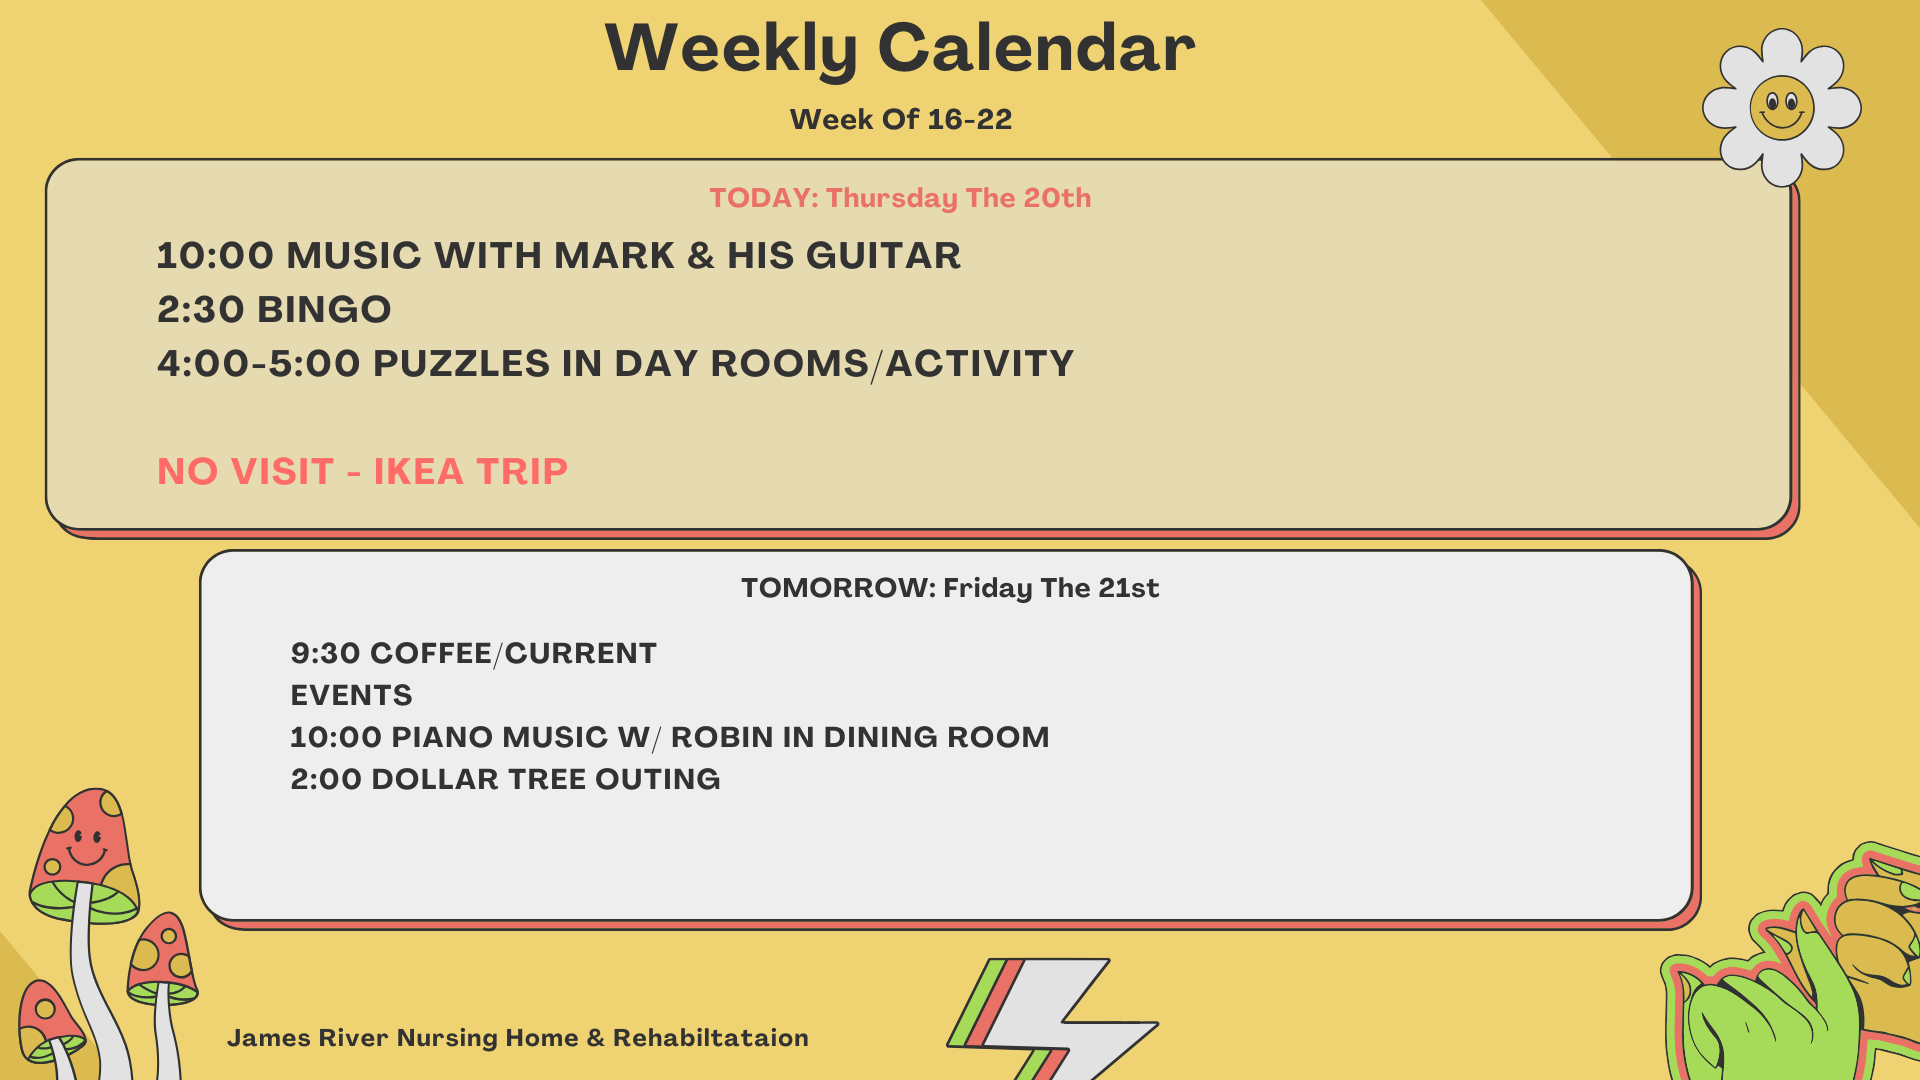 Weekly Calendar
Week Of 16-22
TODAY: Thursday The 20th
10:00 MUSIC WITH MARK & HIS GUITAR
2:30 BINGO
4:00-5:00 PUZZLES IN DAY ROOMS/ACTIVITY
NO VISIT - IKEA TRIP
TOMORROW: Friday The 21st
9:30 COFFEE/CURRENT
EVENTS
10:00 PIANO MUSIC W/ ROBIN IN DINING ROOM
2:00 DOLLAR TREE OUTING
James River Nursing Home & Rehabiltataion